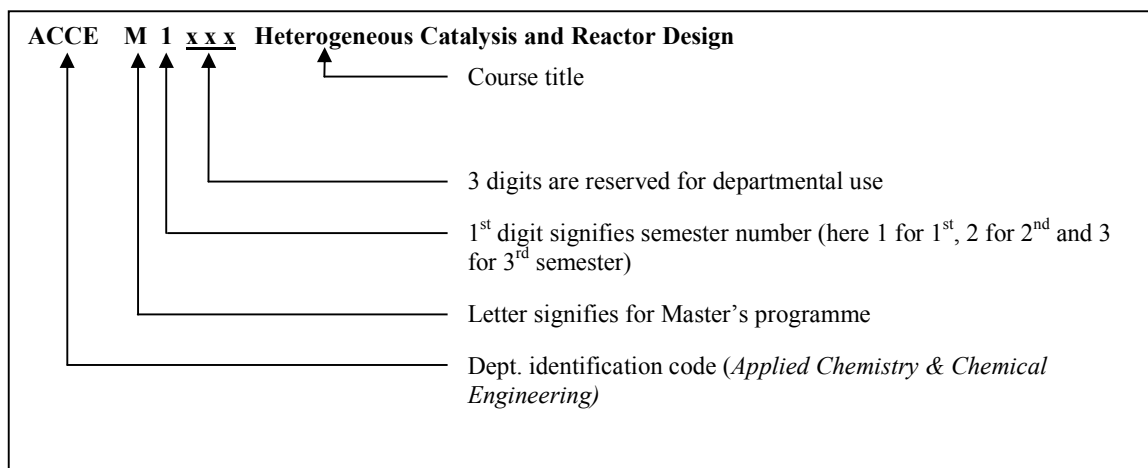 ACCE M 1 x x x Heterogeneous Catalysis and Reactor Design
Course title
3 digits are reserved for departmental use
1st digit signifies semester number (here 1 for 1st, 2 for 2nd and 3
for 3rd semester)
Letter signifies for Master’s programme
Dept. identification code (Applied Chemistry & Chemical
Engineering)